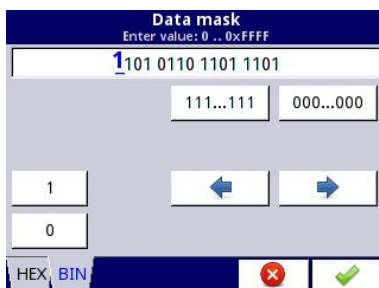 Data mask
Enter value: 0 .. 0xFFFF
1101 0110 1101 1101
111...111 000...000
1
0
HEX BIN